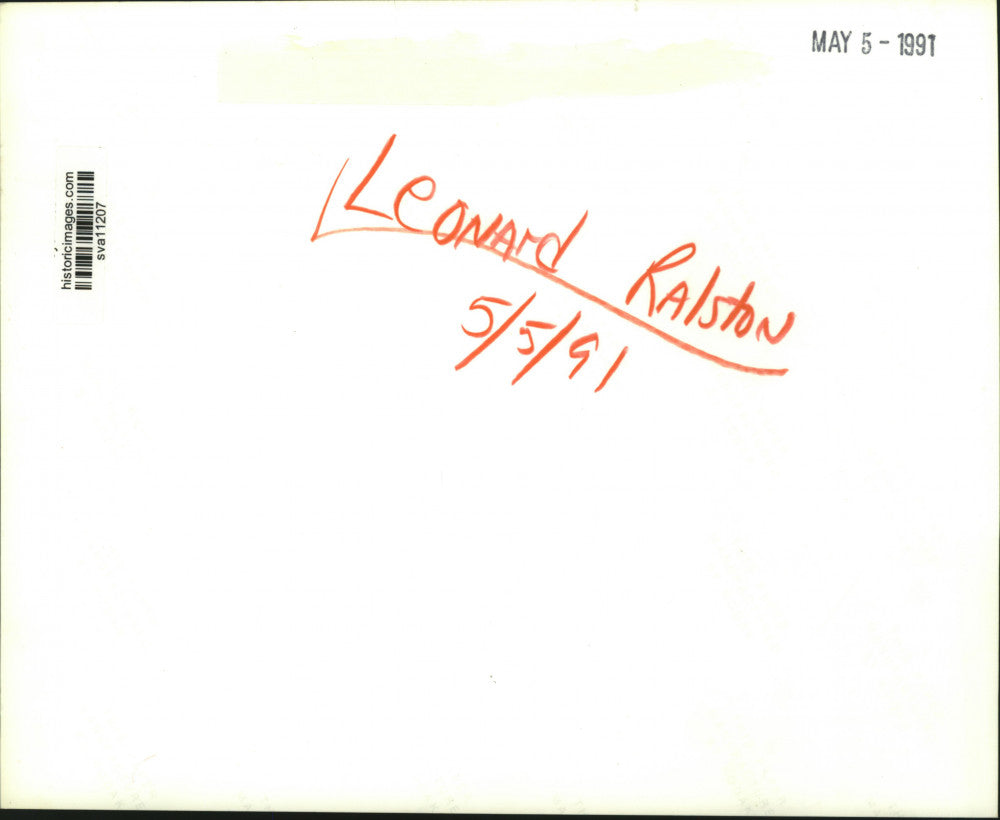 MAY 5 - 1991
Leonard Ralston
5/5/91
historicimages.com
sva11207